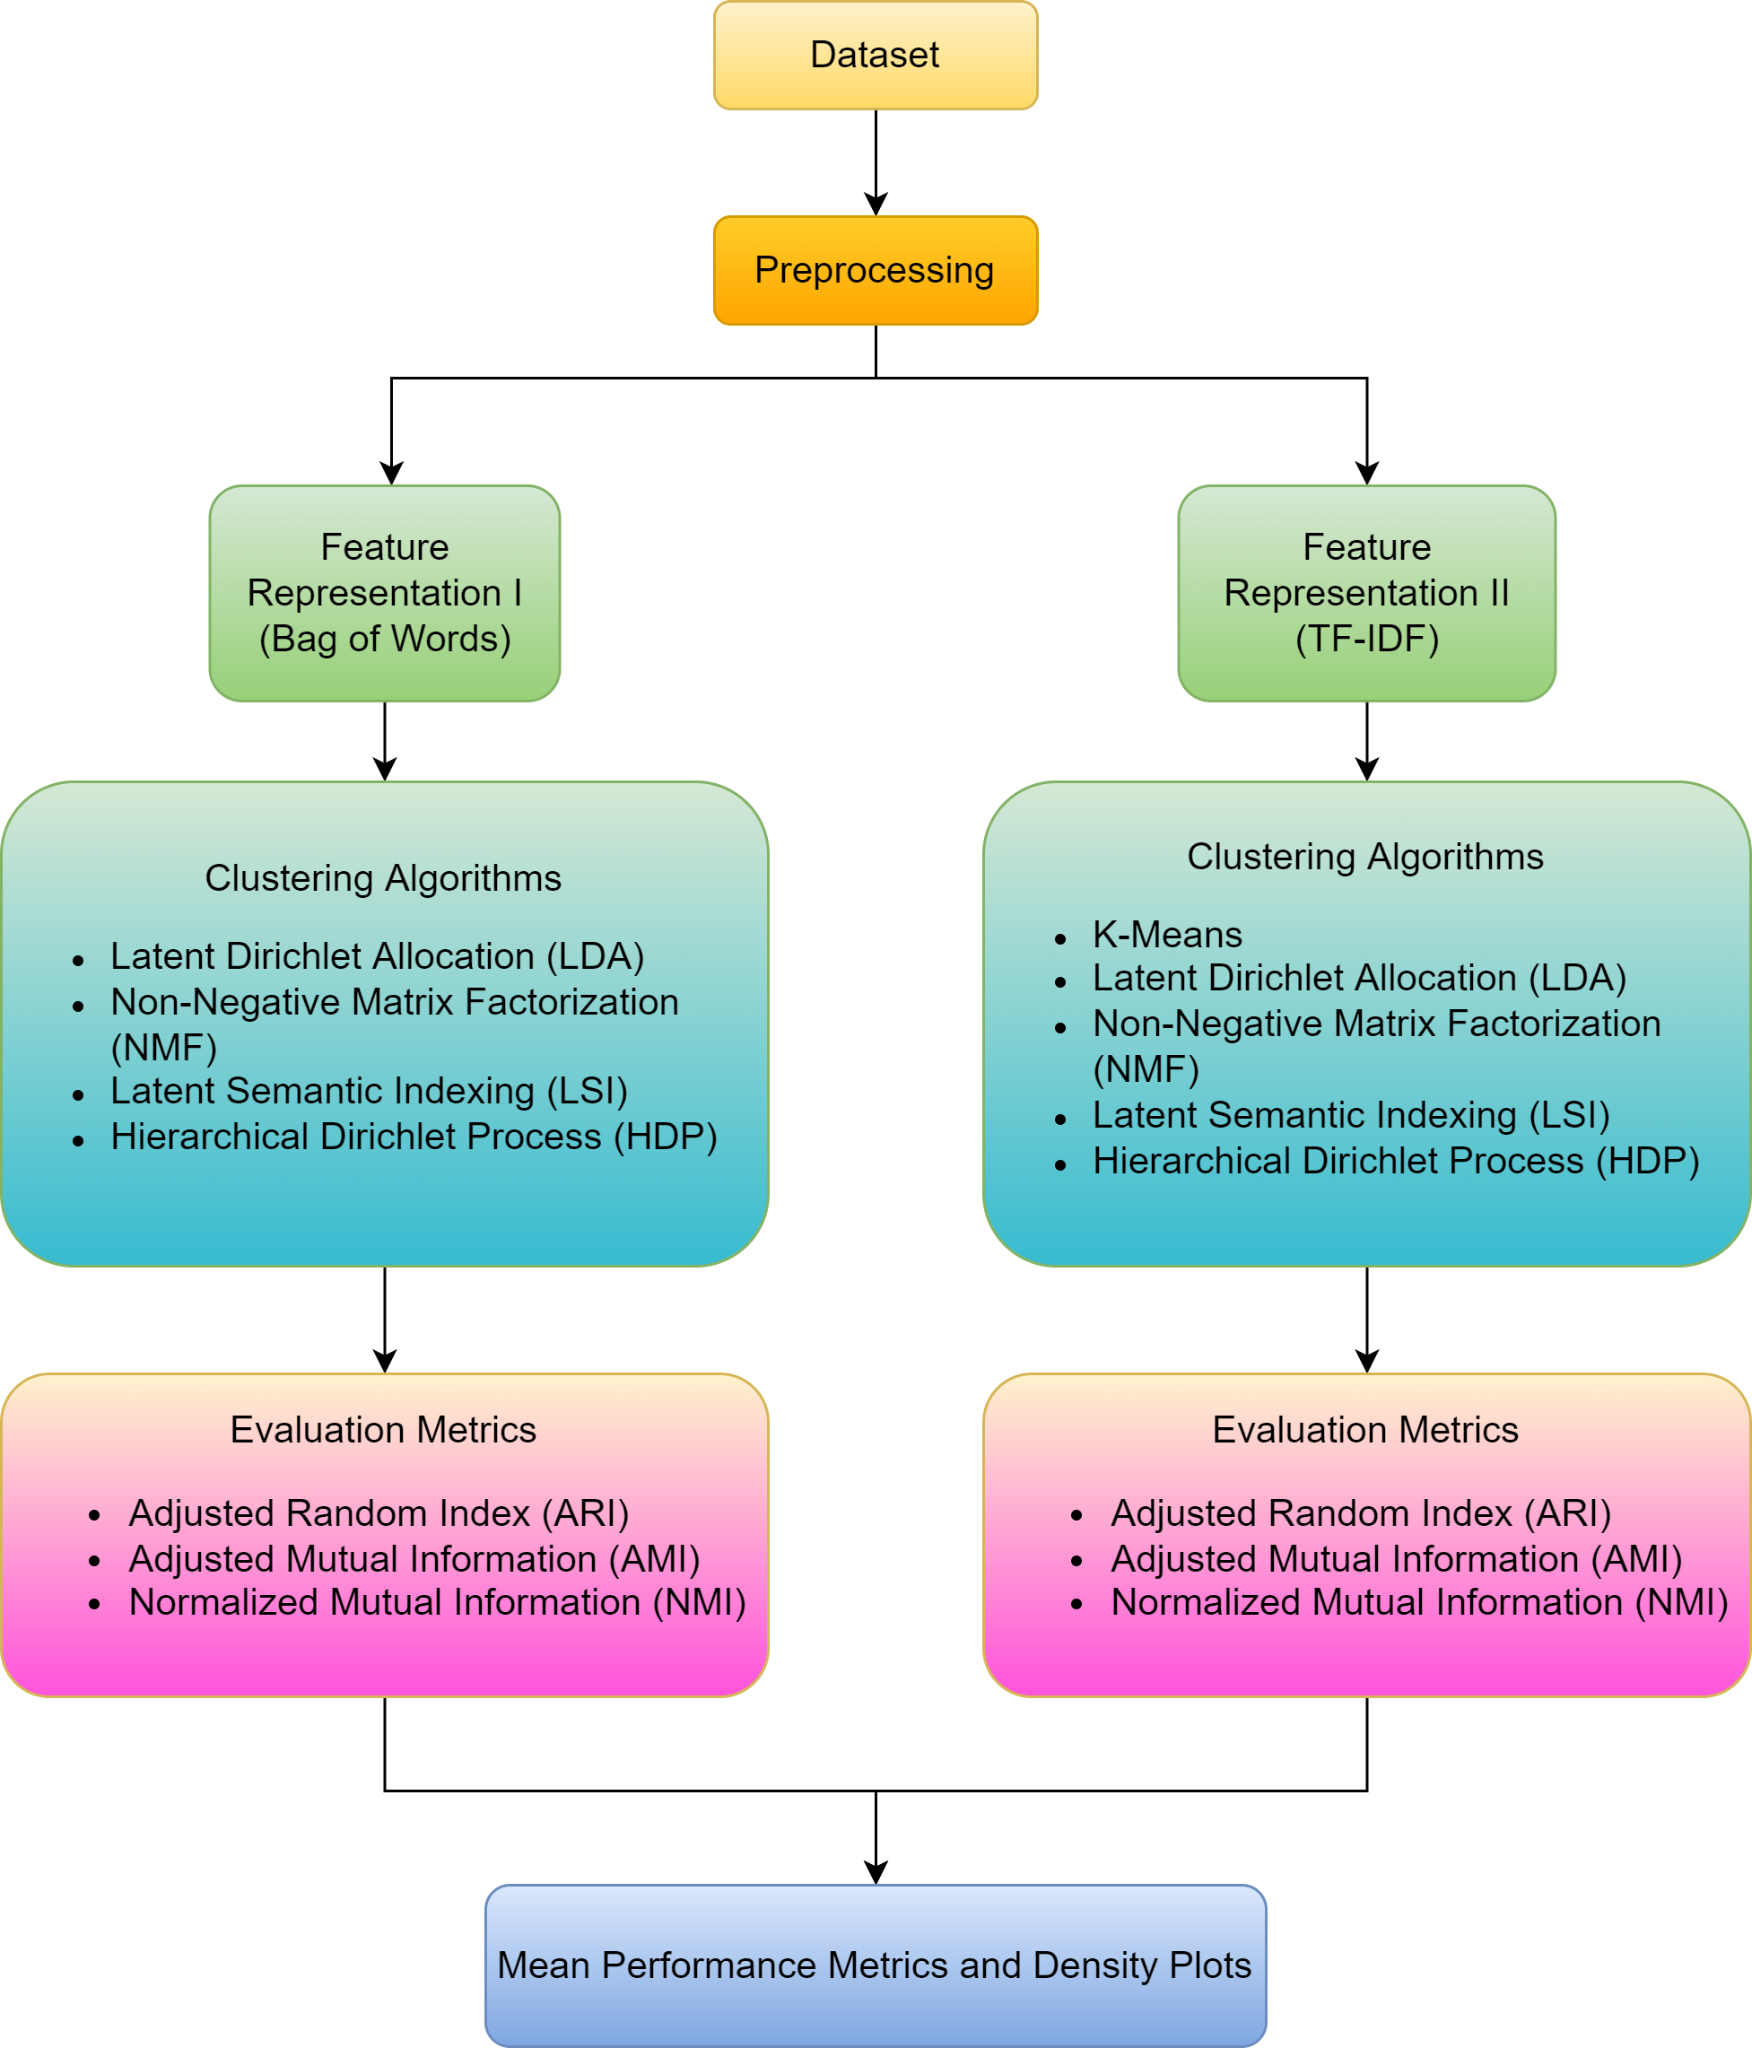 Dataset
Preprocessing
Feature
Representation I
(Bag of Words)
Feature
Representation II
(TF-IDF)
Clustering Algorithms
• Latent Dirichlet Allocation (LDA)
• Non-Negative Matrix Factorization
(NMF)
• Latent Semantic Indexing (LSI)
• Hierarchical Dirichlet Process (HDP)
Clustering Algorithms
• K-Means
• Latent Dirichlet Allocation (LDA)
• Non-Negative Matrix Factorization
(NMF)
• Latent Semantic Indexing (LSI)
• Hierarchical Dirichlet Process (HDP)
Evaluation Metrics
• Adjusted Random Index (ARI)
• Adjusted Mutual Information (AMI)
• Normalized Mutual Information (NMI)
Evaluation Metrics
• Adjusted Random Index (ARI)
• Adjusted Mutual Information (AMI)
• Normalized Mutual Information (NMI)
Mean Performance Metrics and Density Plots